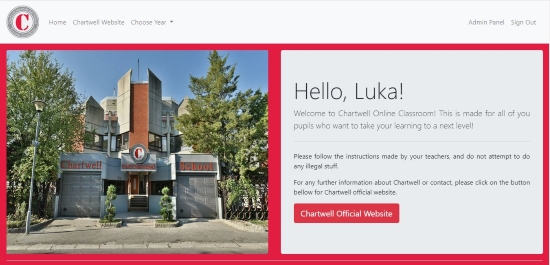 C
Home
Chartwell Website
Choose Year
Admin Panel
Sign Out
Chartwell
C
School
Hello, Luka!
Welcome to Chartwell Online Classroom! This is made for all of you
pupils who want to take your learning to a next level!
Please follow the instructions made by your teachers, and do not attempt to do
any illegal stuff.
For any further information about Chartwell or contact, please click on the button
bellow for Chartwell official website.
Chartwell Official Website